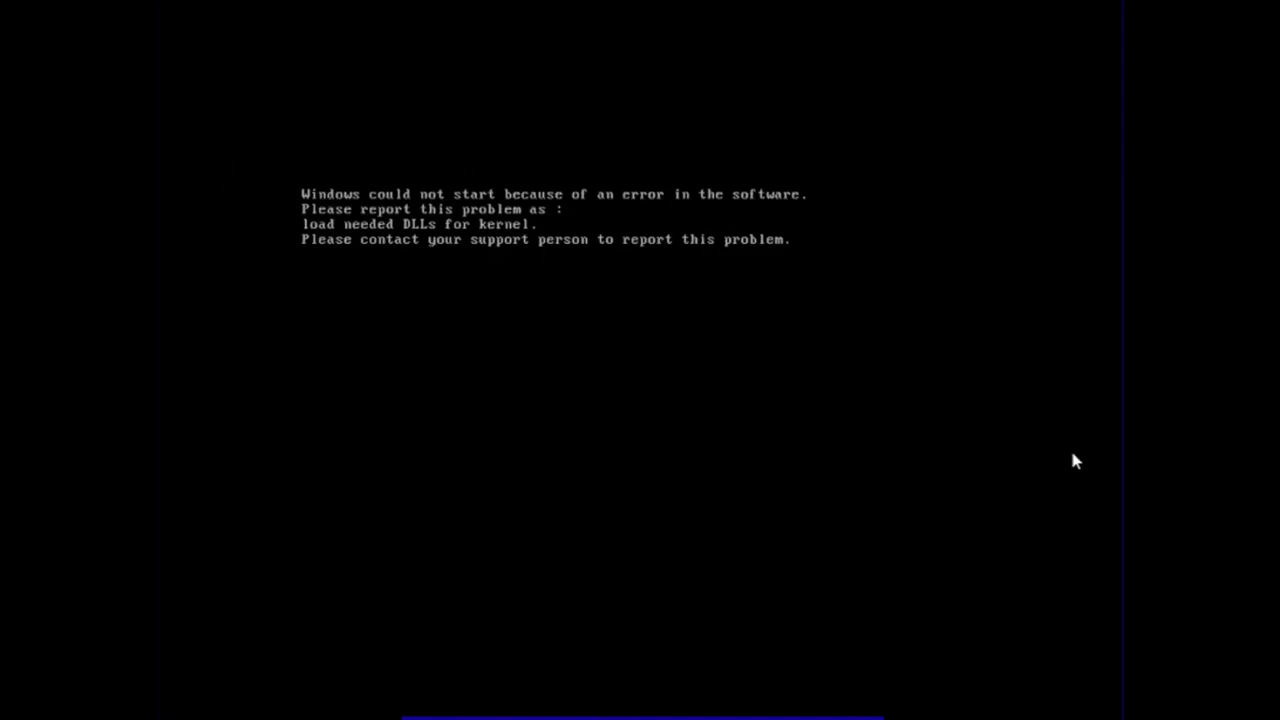 Windows could not start because of an error in the software.
Please report this problem as :
load needed DLLs for kernel.
Please contact your support person to report this problem.